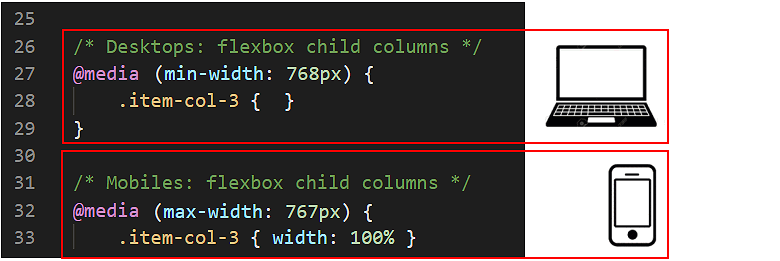 25
26 /* Desktops: flexbox child columns */
27 @media (min-width: 768px) {
28 .item-col-3 {  }
29 }
30
31 /* Mobiles: flexbox child columns */
32 @media (max-width: 767px) {
33 .item-col-3 { width: 100% }